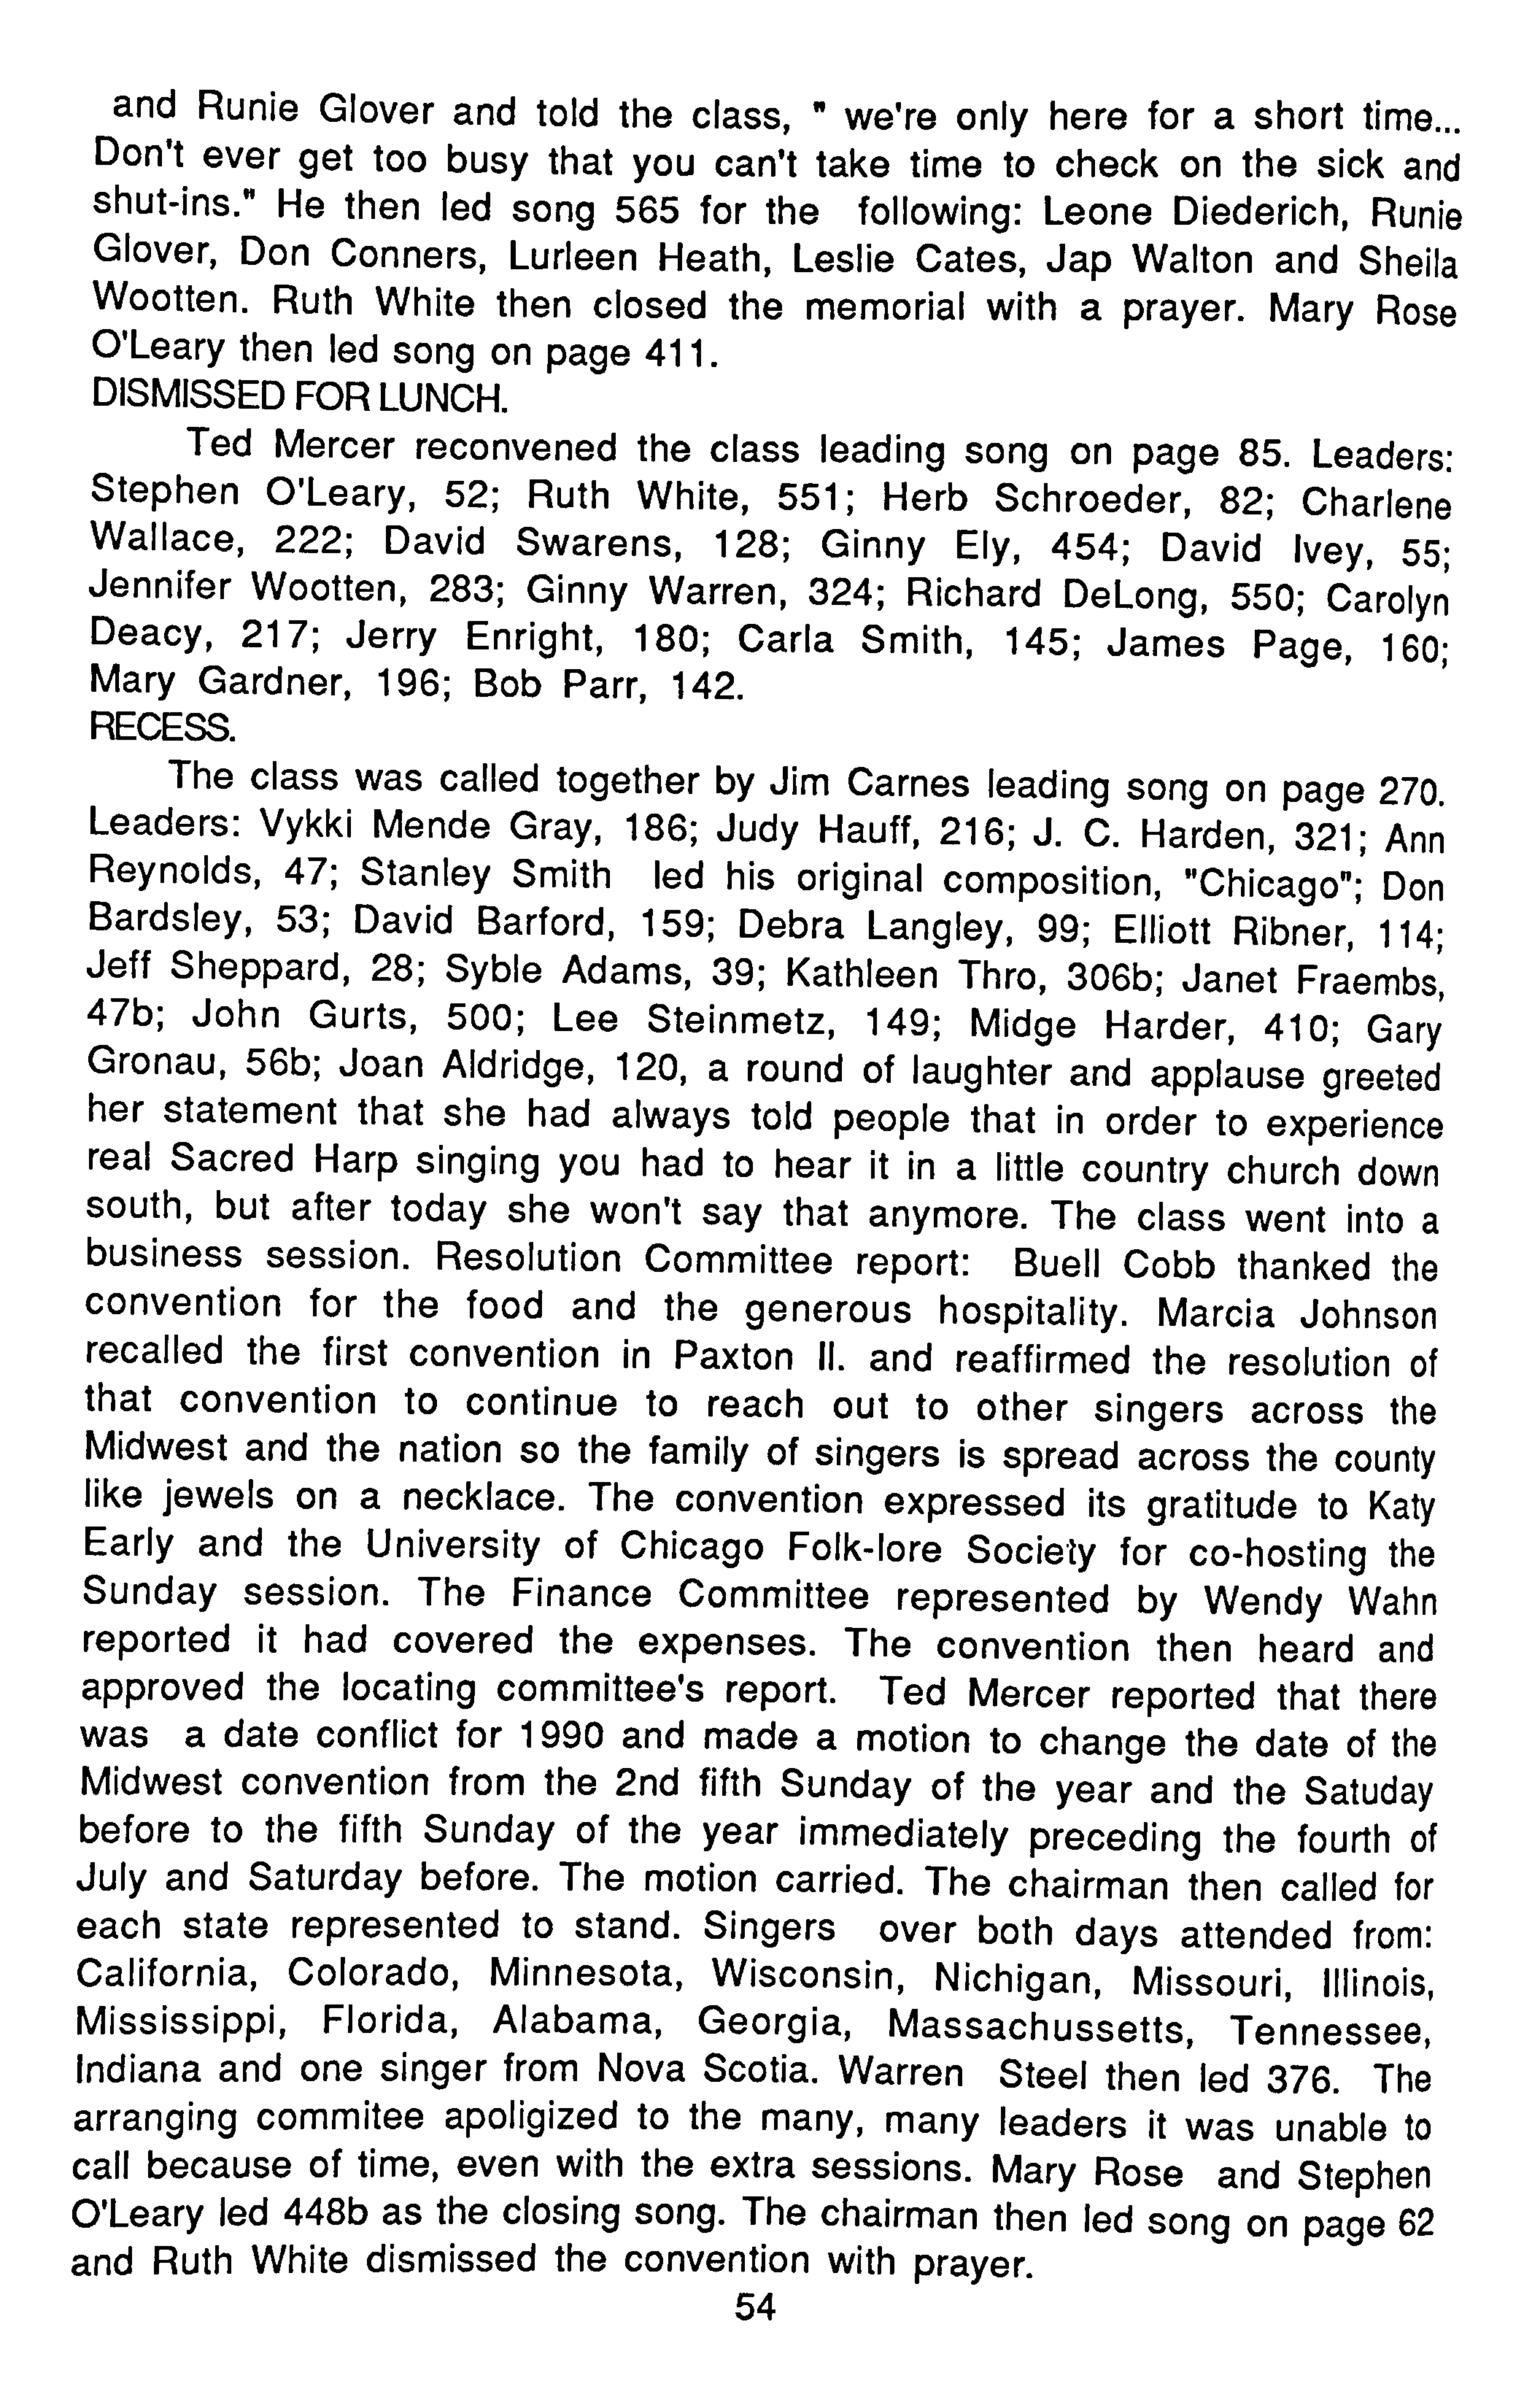 and Runie Glover and told the class, " we're only here for a short time...
Don't ever get too busy that you can't take time to check on the sick and
shut-ins." He then led song 565 for the following: Leone Diederich, Runie
Glover, Don Conners, Lurleen Heath, Leslie Cates, Jap Walton and Sheila
Wootten. Ruth White then closed the memorial with a prayer. Mary Rose
O'Leary then led song on page 411.
DISMISSED FOR LUNCH.
Ted Mercer reconvened the class leading song on page 85. Leaders:
Stephen O'Leary, 52; Ruth White, 551; Herb Schroeder, 82; Charlene
Wallace, 222; David Swarens, 128; Ginny Ely, 454; David Ivey, 55;
Jennifer Wootten, 283; Ginny Warren, 324; Richard DeLong, 550; Carolyn
Deacy, 217; Jerry Enright, 180; Carla Smith, 145; James Page, 160;
Mary Gardner, 196; Bob Parr, 142.
RECESS.
The class was called together by Jim Carnes leading song on page 270.
Leaders: Vykki Mende Gray, 186; Judy Hauff, 216; J. C. Harden, 321; Ann
Reynolds, 47; Stanley Smith led his original composition, "Chicago"; Don
Bardsley, 53; David Barford, 159; Debra Langley, 99; Elliott Ribner, 114;
Jeff Sheppard, 28; Syble Adams, 39; Kathleen Thro, 306b; Janet Fraembs,
47b; John Gurts, 500; Lee Steinmetz, 149; Midge Harder, 410; Gary
Gronau, 56b; Joan Aldridge, 120, a round of laughter and applause greeted
her statement that she had always told people that in order to experience
real Sacred Harp singing you had to hear it in a little country church down
south, but after today she won't say that anymore. The class went into a
business session. Resolution Committee report: Buell Cobb thanked the
convention for the food and the generous hospitality. Marcia Johnson
recalled the first convention in Paxton Il. and reaffirmed the resolution of
that convention to continue to reach out to other singers across the
Midwest and the nation so the family of singers is spread across the county
like jewels on a necklace. The convention expressed its gratitude to Katy
Early and the University of Chicago Folk-lore Society for co-hosting the
Sunday session. The Finance Committee represented by Wendy Wahn
reported it had covered the expenses. The convention then heard and
approved the locating committee's report. Ted Mercer reported that there
was a date conflict for 1990 and made a motion to change the date of the
Midwest convention from the 2nd fifth Sunday of the year and the Satuday
before to the fifth Sunday of the year immediately preceding the fourth of
July and Saturday before. The motion carried. The chairman then called for
each state represented to stand. Singers over both days attended from:
California, Colorado, Minnesota, Wisconsin, Nichigan, Missouri, Illinois,
Mississippi, Florida, Alabama, Georgia, Massachussetts, Tennessee,
Indiana and one singer from Nova Scotia. Warren Steel then led 376. The
arranging commitee apoligized to the many, many leaders it was unable to
call because of time, even with the extra sessions. Mary Rose and Stephen
O'Leary led 448b as the closing song. The chairman then led song on page 62
and Ruth White dismissed the convention with prayer.
54